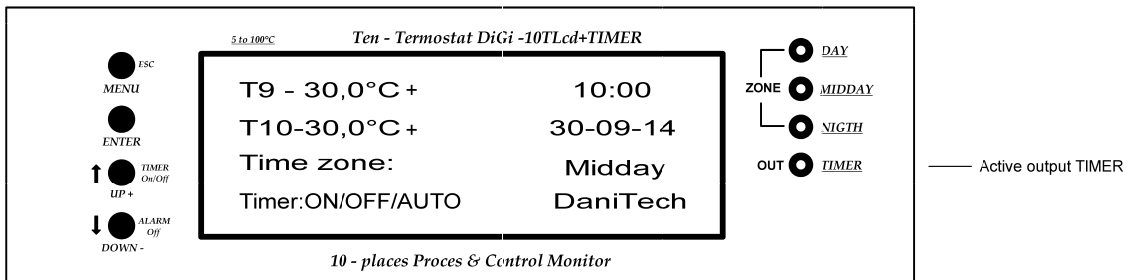 5 to 100°C
Ten - Termostat DiGi -10TLcd+TIMER
ESC
MENU
ENTER
TIMER
On/Off
UP +
ALARM
Off
DOWN -
T9 - 30,0°C + 10:00
T10-30,0°C + 30-09-14
Time zone: Midday
Timer:ON/OFF/AUTO DaniTech
10 - places Proces & Control Monitor
ZONE
DAY
MIDDAY
NIGTH
OUT
TIMER
Active output TIMER